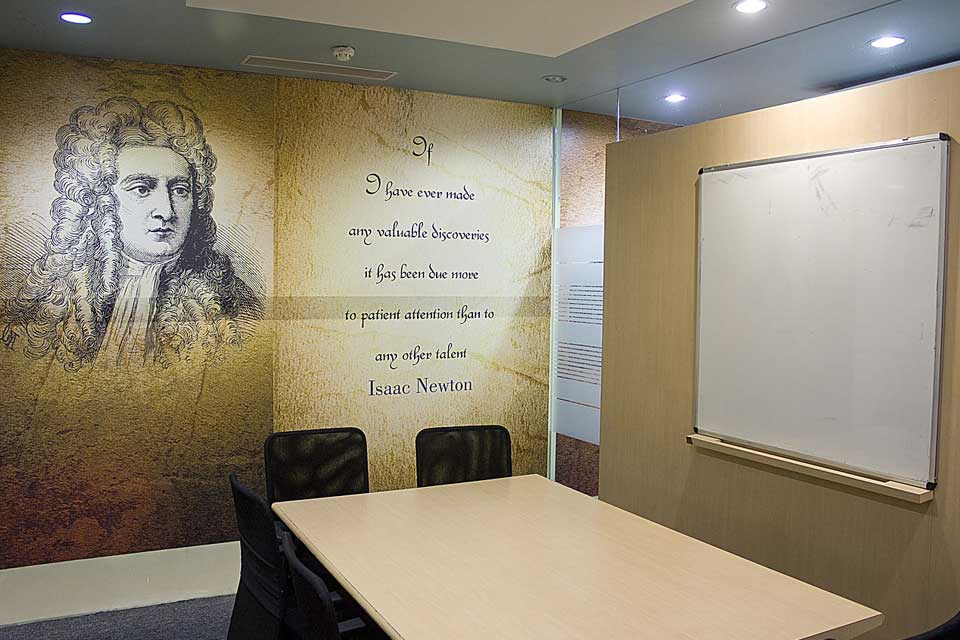 If
I have ever made
any valuable discoveries
it has been due more
to patient attention than to
any other talent
Isaac Newton